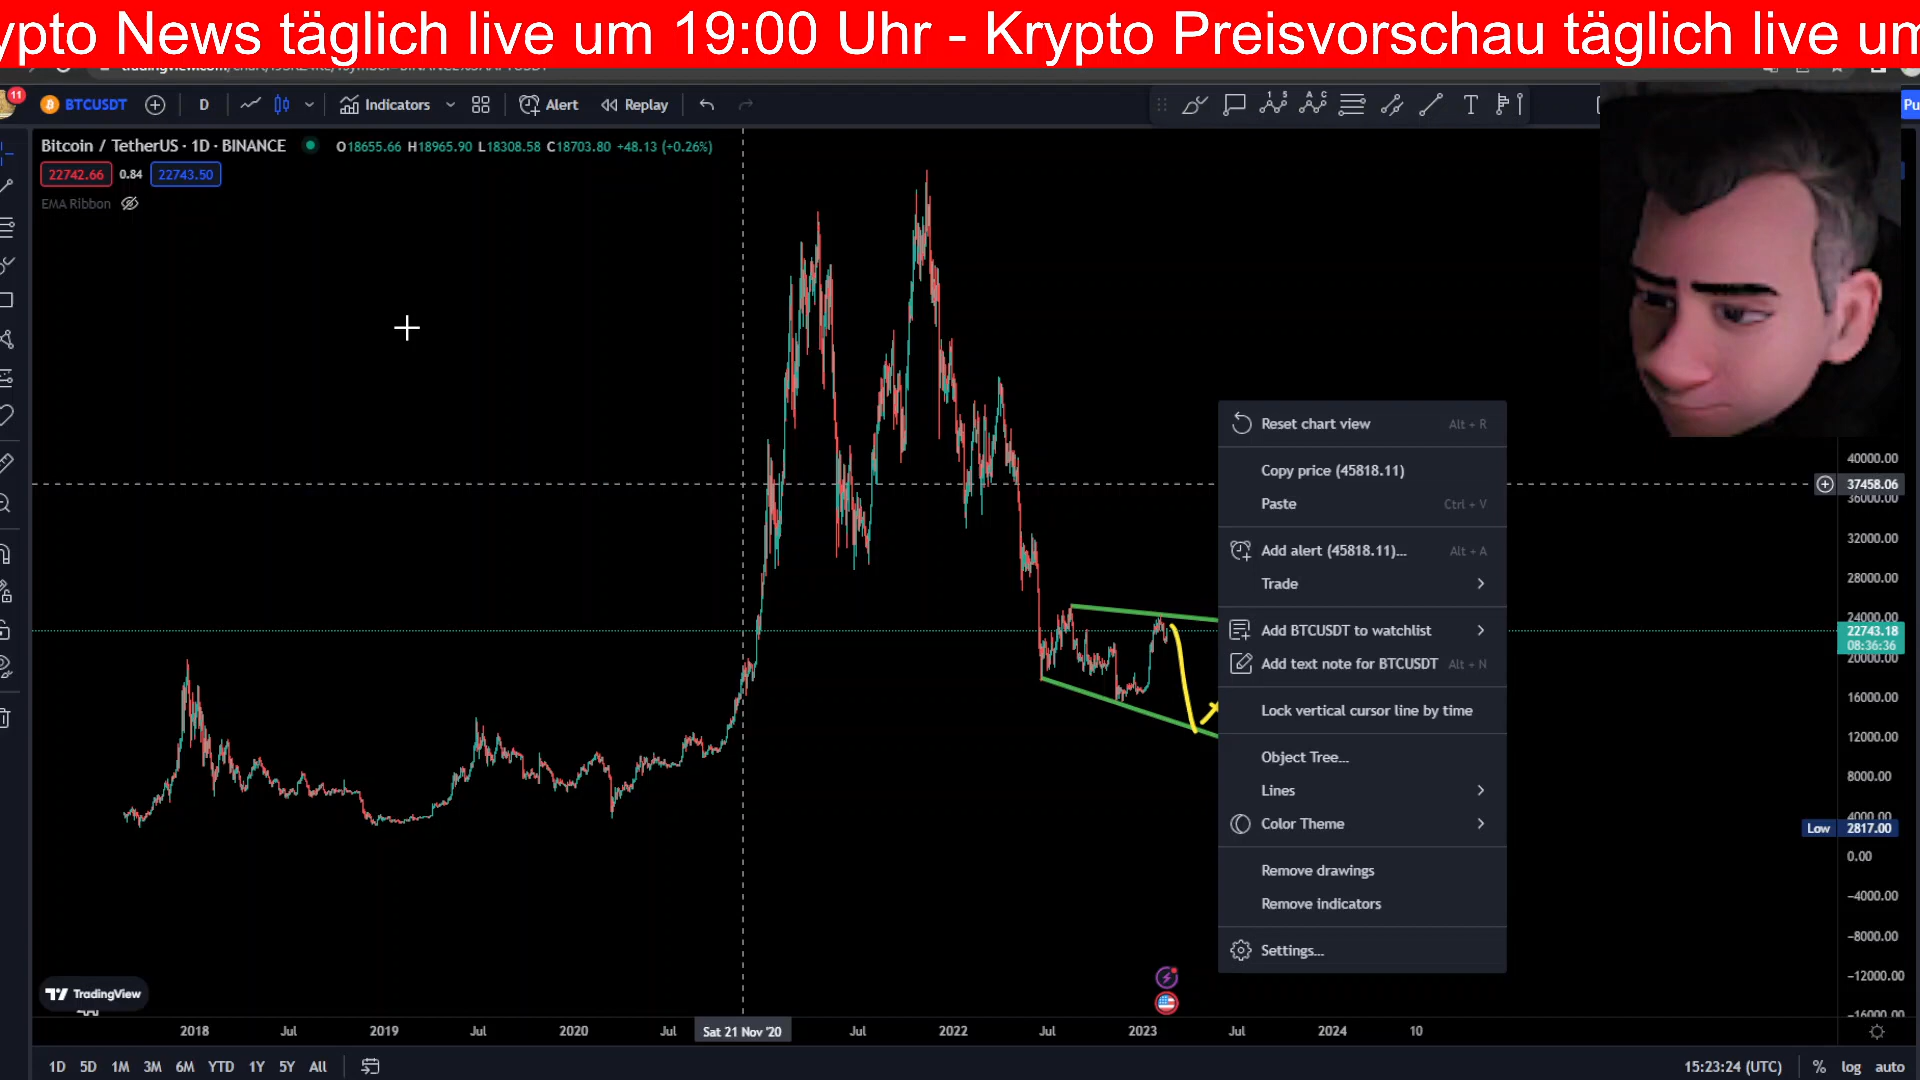 ypto News täglich live um 19:00 Uhr - Krypto Preisvorschau täglich live um
11
BTCUSDT
D
Indicators
Alert
Replay
Pu
Bitcoin / TetherUS · 1D · BINANCE
O18655.66 H18965.90 L18308.58 C18703.80 +48.13 (+0.26%)
22742.66
0.84
22743.50
EMA Ribbon
Reset chart view
Alt + R
Copy price (45818.11)
Paste
Ctrl + V
Add alert (45818.11)...
Alt + A
Trade
Add BTCUSDT to watchlist
Add text note for BTCUSDT
Alt + N
Lock vertical cursor line by time
Object Tree...
Lines
Color Theme
Remove drawings
Remove indicators
Settings...
40000.00
37458.06
36000.00
32000.00
28000.00
24000.00
22743.18
08:36:36
20000.00
16000.00
12000.00
8000.00
4000.00
Low
2817.00
0.00
-4000.00
-8000.00
-12000.00
-16000.00
TradingView
2018
Jul
2019
Jul
2020
Jul
Sat 21 Nov '20
Jul
2022
Jul
2023
Jul
2024
10
1D
5D
1M
3M
6M
YTD
1Y
5Y
All
15:23:24 (UTC)
%
log
auto